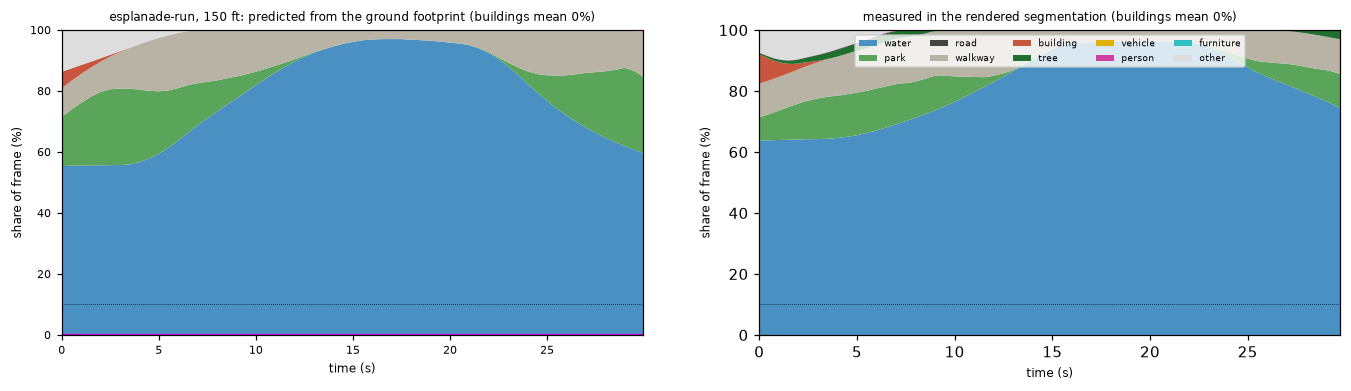 esplanade-run, 150 ft: predicted from the ground footprint (buildings mean 0%)
share of frame (%)
100
80
60
40
20
0
0 5 10 15 20 25
time (s)
measured in the rendered segmentation (buildings mean 0%)
water road building vehicle furniture
park walkway tree person other
share of frame (%)
100
80
60
40
20
0
0 5 10 15 20 25
time (s)